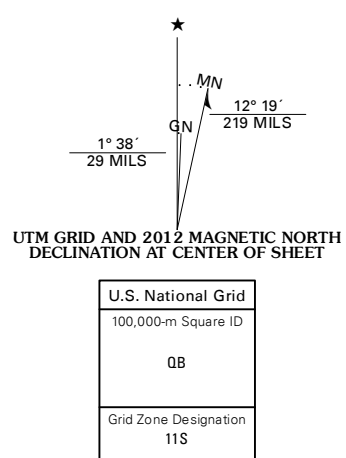 ★
MN
GN
12° 19´
219 MILS
1° 38´
29 MILS
UTM GRID AND 2012 MAGNETIC NORTH
DECLINATION AT CENTER OF SHEET
U.S. National Grid
100,000-m Square ID
QB
Grid Zone Designation
11S